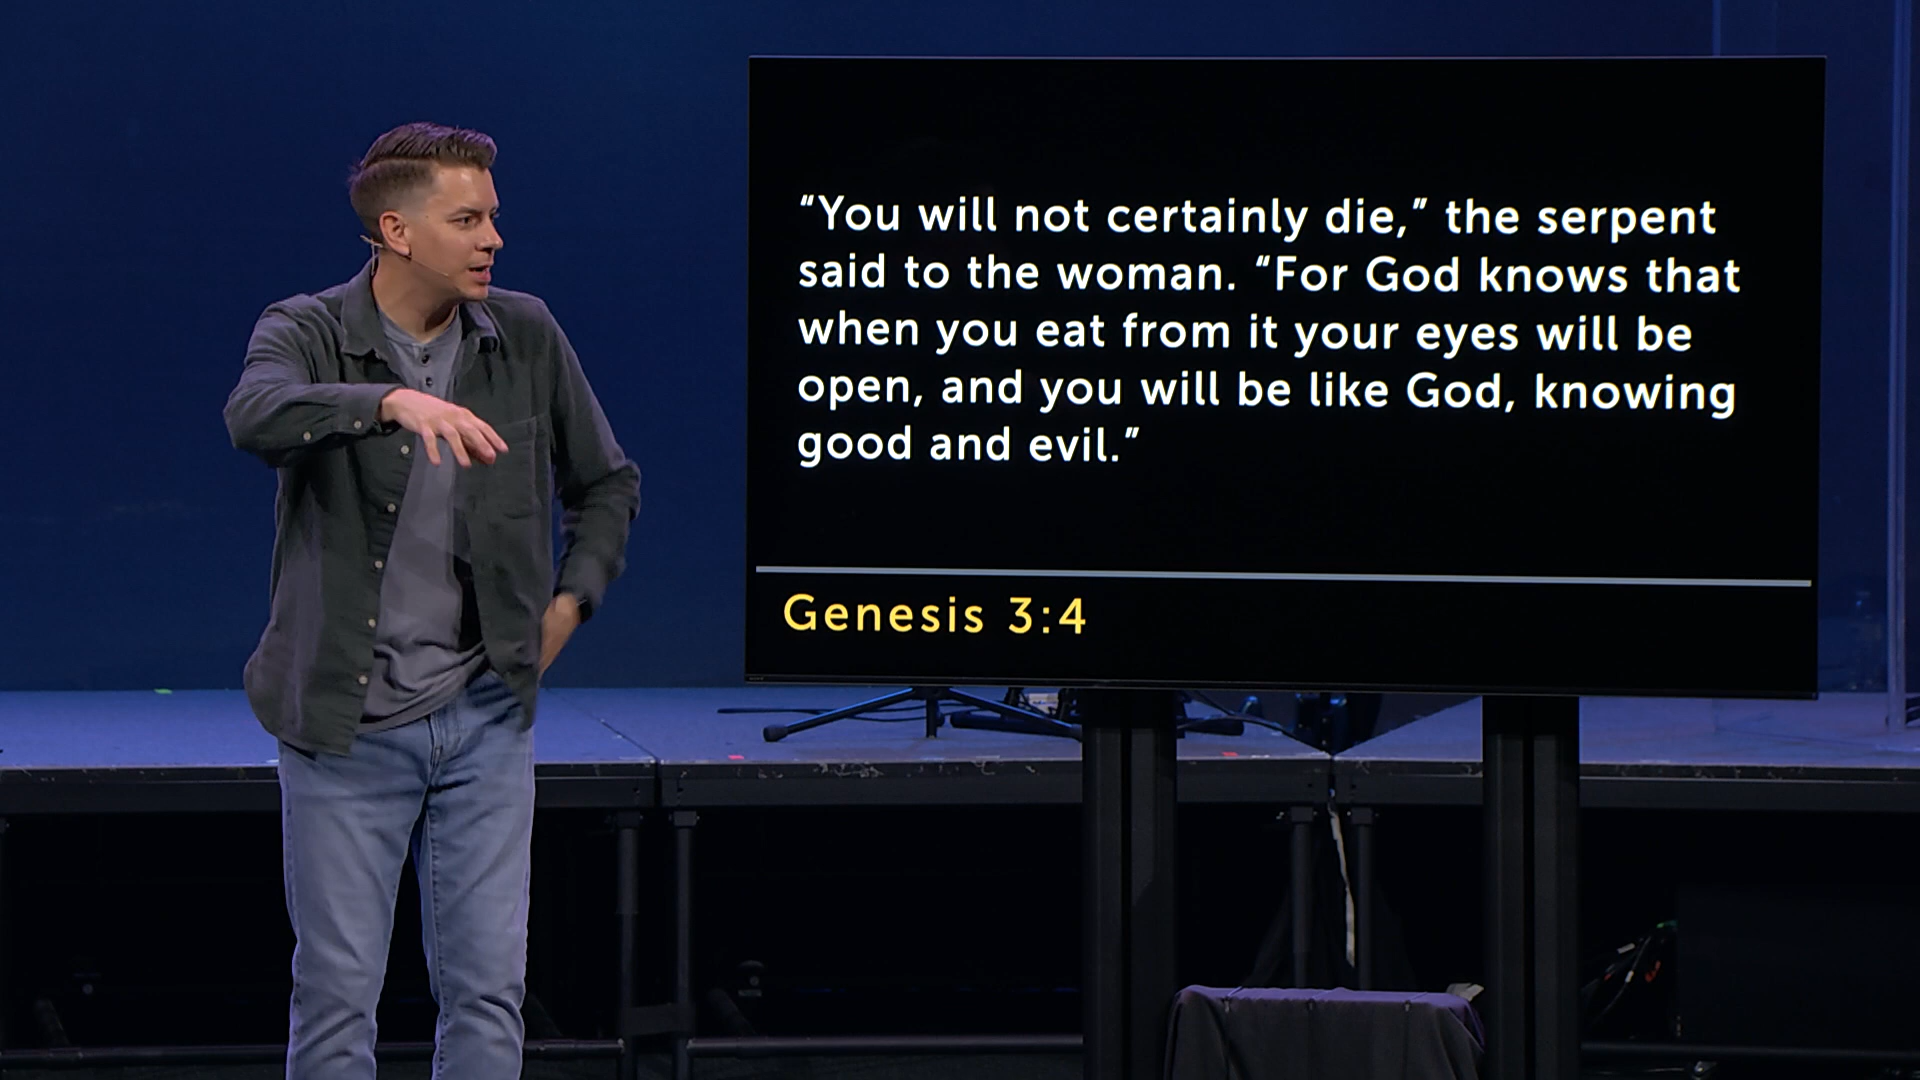 “You will not certainly die,” the serpent
said to the woman. “For God knows that
when you eat from it your eyes will be
open, and you will be like God, knowing
good and evil.”
Genesis 3:4